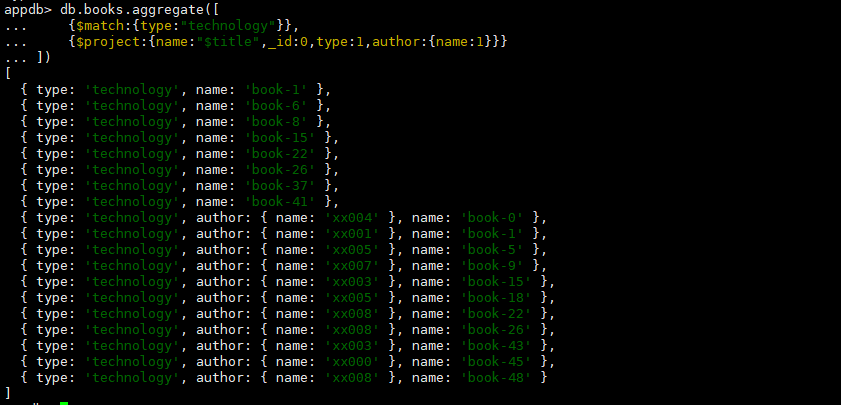 appdb> db.books.aggregate([
...     {$match:{type:"technology"}},
...     {$project:{name:"$title",_id:0,type:1,author:{name:1}}}
... ])
[
  { type: 'technology', name: 'book-1' },
  { type: 'technology', name: 'book-6' },
  { type: 'technology', name: 'book-8' },
  { type: 'technology', name: 'book-15' },
  { type: 'technology', name: 'book-22' },
  { type: 'technology', name: 'book-26' },
  { type: 'technology', name: 'book-37' },
  { type: 'technology', name: 'book-41' },
  { type: 'technology', author: { name: 'xx004' }, name: 'book-0' },
  { type: 'technology', author: { name: 'xx001' }, name: 'book-1' },
  { type: 'technology', author: { name: 'xx005' }, name: 'book-5' },
  { type: 'technology', author: { name: 'xx007' }, name: 'book-9' },
  { type: 'technology', author: { name: 'xx003' }, name: 'book-15' },
  { type: 'technology', author: { name: 'xx005' }, name: 'book-18' },
  { type: 'technology', author: { name: 'xx008' }, name: 'book-22' },
  { type: 'technology', author: { name: 'xx008' }, name: 'book-26' },
  { type: 'technology', author: { name: 'xx003' }, name: 'book-43' },
  { type: 'technology', author: { name: 'xx000' }, name: 'book-45' },
  { type: 'technology', author: { name: 'xx008' }, name: 'book-48' }
]